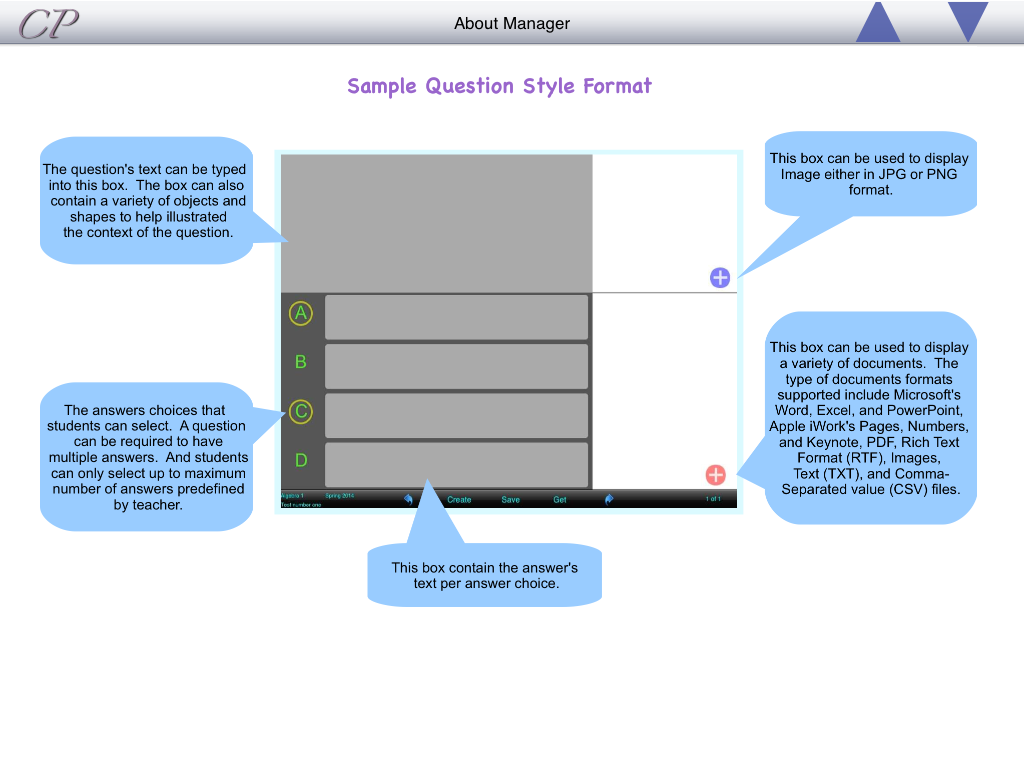 CP
About Manager
Sample Question Style Format
The question's text can be typed
into this box.  The box can also
contain a variety of objects and
shapes to help illustrated
the context of the question.
This box can be used to display
Image either in JPG or PNG
format.
A
B
C
D
The answers choices that
students can select.  A question
can be required to have
multiple answers.  And students
can only select up to maximum
number of answers predefined
by teacher.
This box can be used to display
a variety of documents.  The
type of documents formats
supported include Microsoft's
Word, Excel, and PowerPoint,
Apple iWork's Pages, Numbers,
and Keynote, PDF, Rich Text
Format (RTF), Images,
Text (TXT), and Comma-
Separated value (CSV) files.
Algebra 1 Spring 2014
Test number one
Create Save Get
1 of 1
This box contain the answer's
text per answer choice.